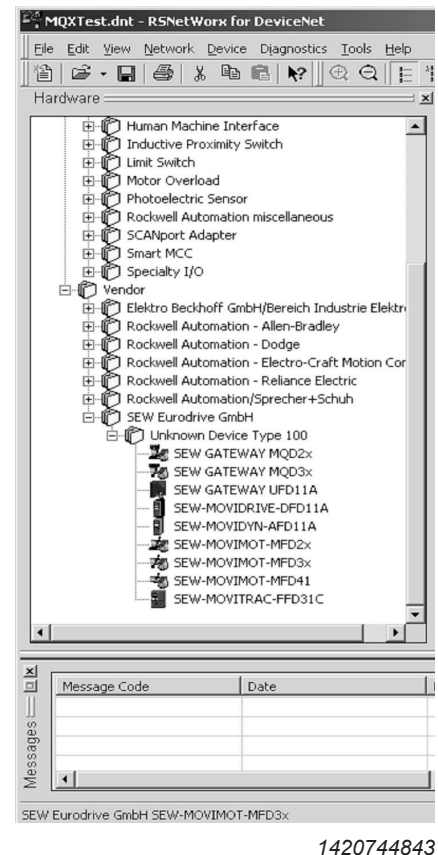 MQXTest.dnt - RSNetWorx for DeviceNet
File Edit View Network Device Diagnostics Tools Help
Hardware
Human Machine Interface
Inductive Proximity Switch
Limit Switch
Motor Overload
Photoelectric Sensor
Rockwell Automation miscellaneous
SCANport Adapter
Smart MCC
Specialty I/O
Vendor
Elektro Beckhoff GmbH/Bereich Industrie Elektr
Rockwell Automation - Allen-Bradley
Rockwell Automation - Dodge
Rockwell Automation - Electro-Craft Motion Cor
Rockwell Automation - Reliance Electric
Rockwell Automation/Sprecher+Schuh
SEW Eurodrive GmbH
Unknown Device Type 100
SEW GATEWAY MQD2x
SEW GATEWAY MQD3x
SEW GATEWAY UFD11A
SEW-MOVIDRIVE-DFD11A
SEW-MOVIDYN-AFD11A
SEW-MOVIMOT-MFD2x
SEW-MOVIMOT-MFD3x
SEW-MOVIMOT-MFD41
SEW-MOVITRAC-FFD31C
Message Code Date
Messages
SEW Eurodrive GmbH SEW-MOVIMOT-MFD3x
1420744843